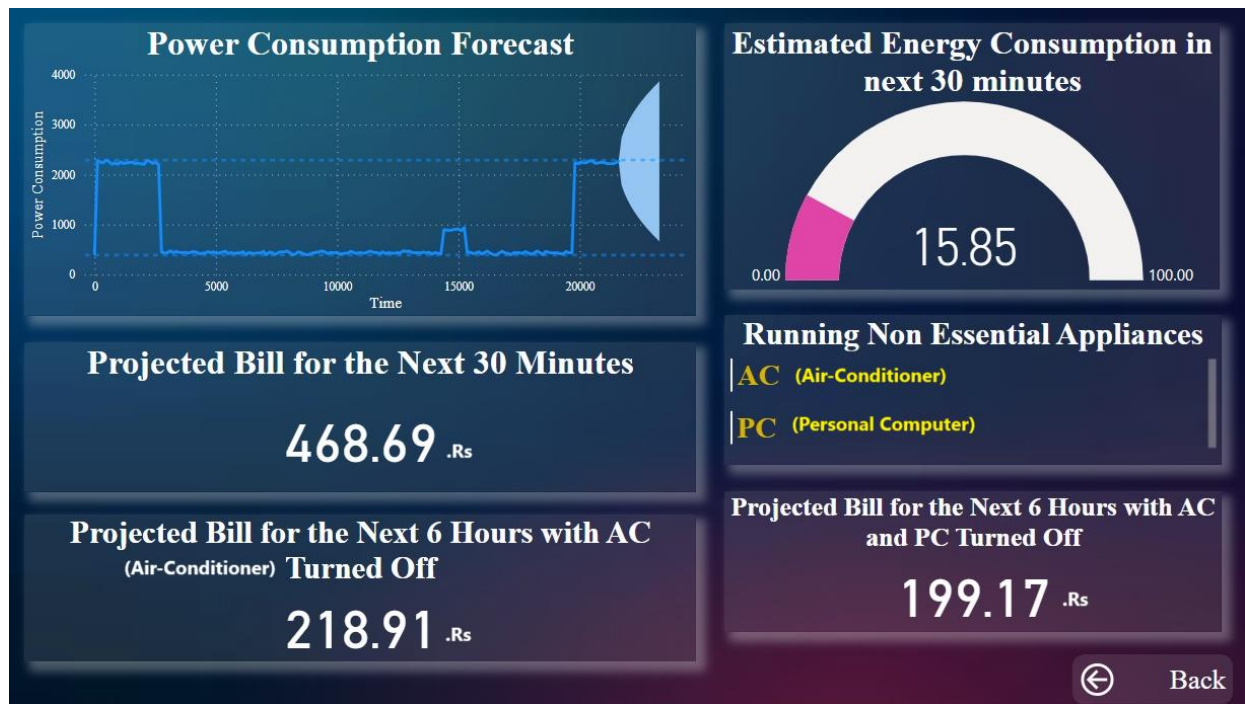 Power Consumption Forecast
4000
3000
2000
1000
0
Power Consumption
0 5000 10000 15000 20000
Time
Estimated Energy Consumption in
next 30 minutes
15.85
0.00 100.00
Projected Bill for the Next 30 Minutes
468.69 .Rs
Running Non Essential Appliances
AC (Air-Conditioner)
PC (Personal Computer)
Projected Bill for the Next 6 Hours with AC
(Air-Conditioner) Turned Off
218.91 .Rs
Projected Bill for the Next 6 Hours with AC
and PC Turned Off
199.17 .Rs
Back